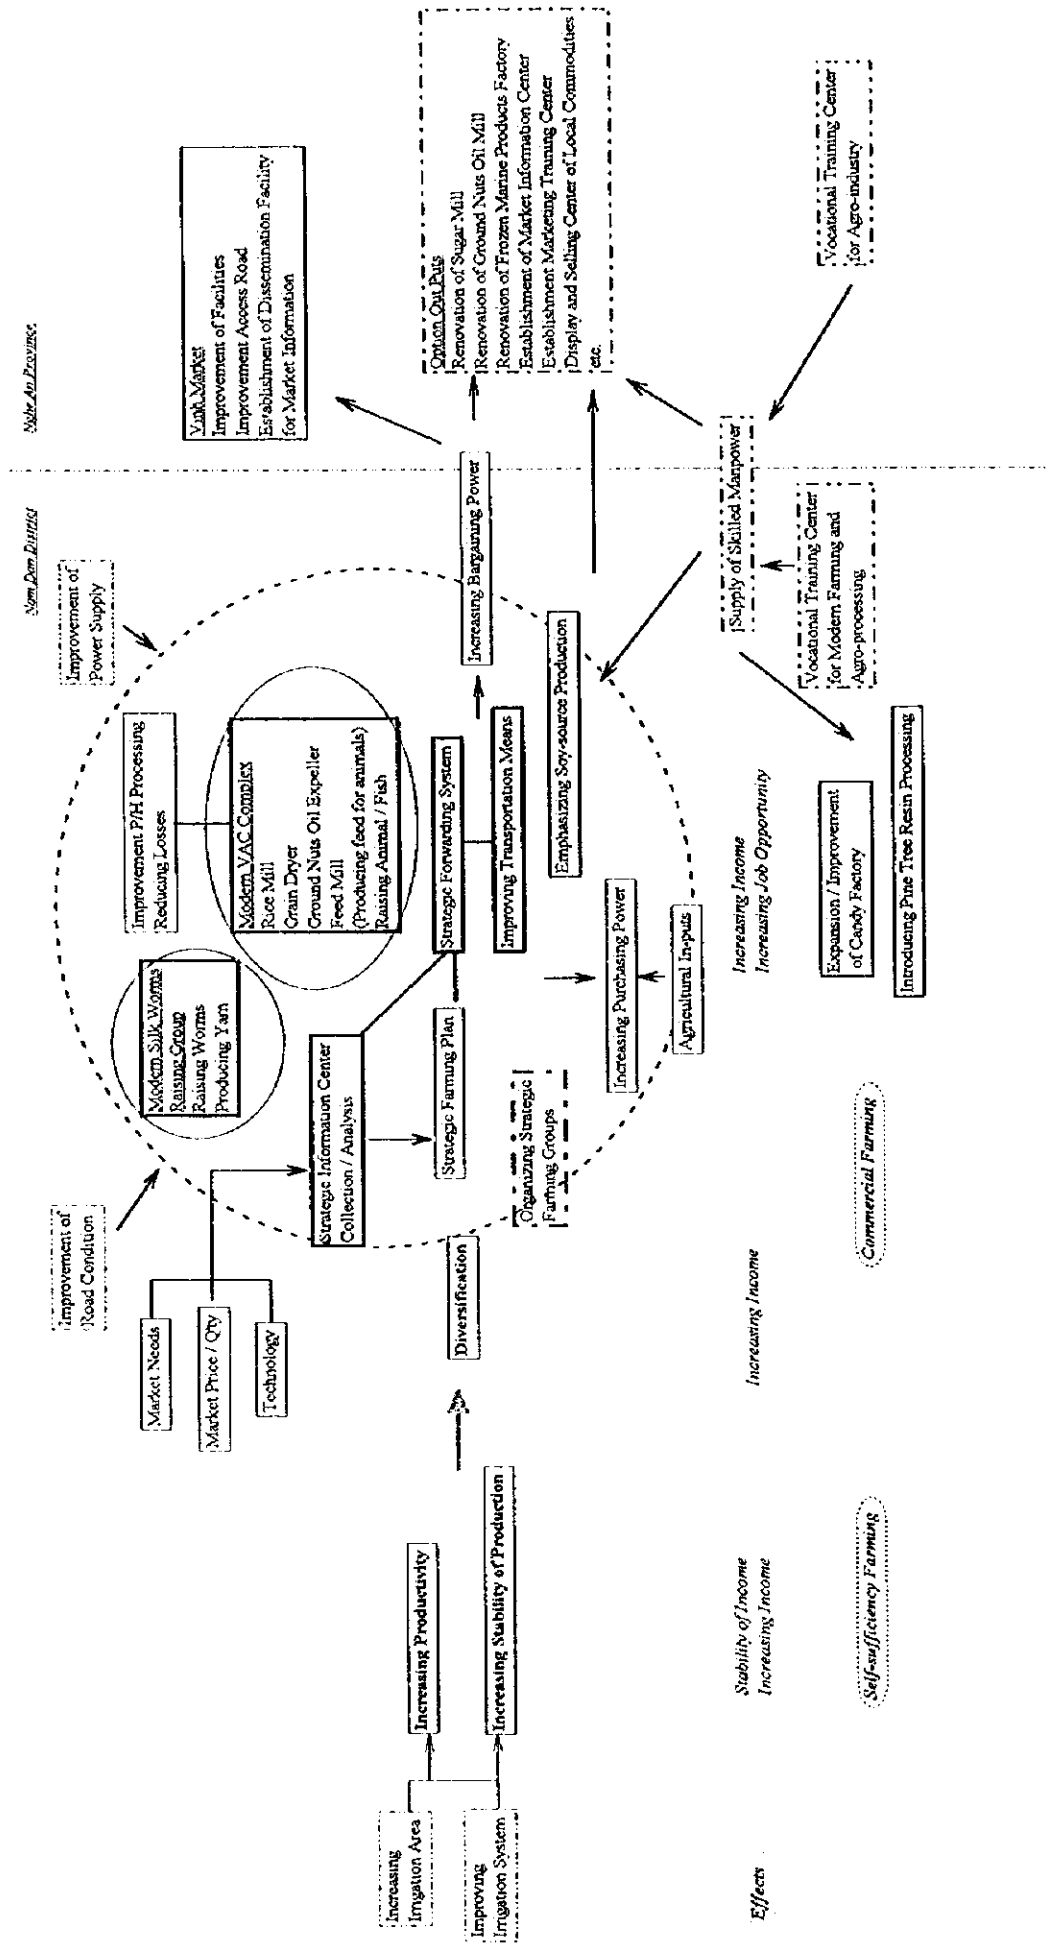 Nam Dan District
Nghe An Province
Improvement of
Road Condition
Improvement of
Power Supply
Market Needs
Market Price / Q'ty
Technology
Modern Silk Worms
Raising Group
Raising Worms
Producing Yarn
Improvement P/H Processing
Reducing Losses
Modern VAC Complex
Rice Mill
Grain Dryer
Ground Nuts Oil Expeller
Feed Mill
(Producing feed for animals)
Raising Animal / Fish
Vinh Market
Improvement of Facilities
Improvement Access Road
Establishment of Dissemination Facility
for Market Information
Strategic Information Center
Collection / Analysis
Increasing
Irrigation Area
Improving
Irrigation System
Increasing Productivity
Increasing Stability of Production
Diversification
Strategic Farming Plan
Strategic Forwarding System
Improving Transportation Means
Increasing Bargaining Power
Option Out Puts
Renovation of Sugar Mill
Renovation of Ground Nuts Oil Mill
Renovation of Frozen Marine Products Factory
Establishment of Market Information Center
Establishment Marketing Training Center
Display and Selling Center of Local Commodities
etc.
Organizing Strategic
Farming Groups
Emphasizing Soy-source Production
Increasing Purchasing Power
Agricultural In-puts
Supply of Skilled Manpower
Vocational Training Center
for Modern Farming and
Agro-processing
Vocational Training Center
for Agro-industry
Effects
Stability of Income
Increasing Income
Increasing Income
Increasing Income
Increasing Job Opportunity
Expansion / Improvement
of Candy Factory
Introducing Pine Tree Resin Processing
Self-sufficiency Farming
Commercial Farming